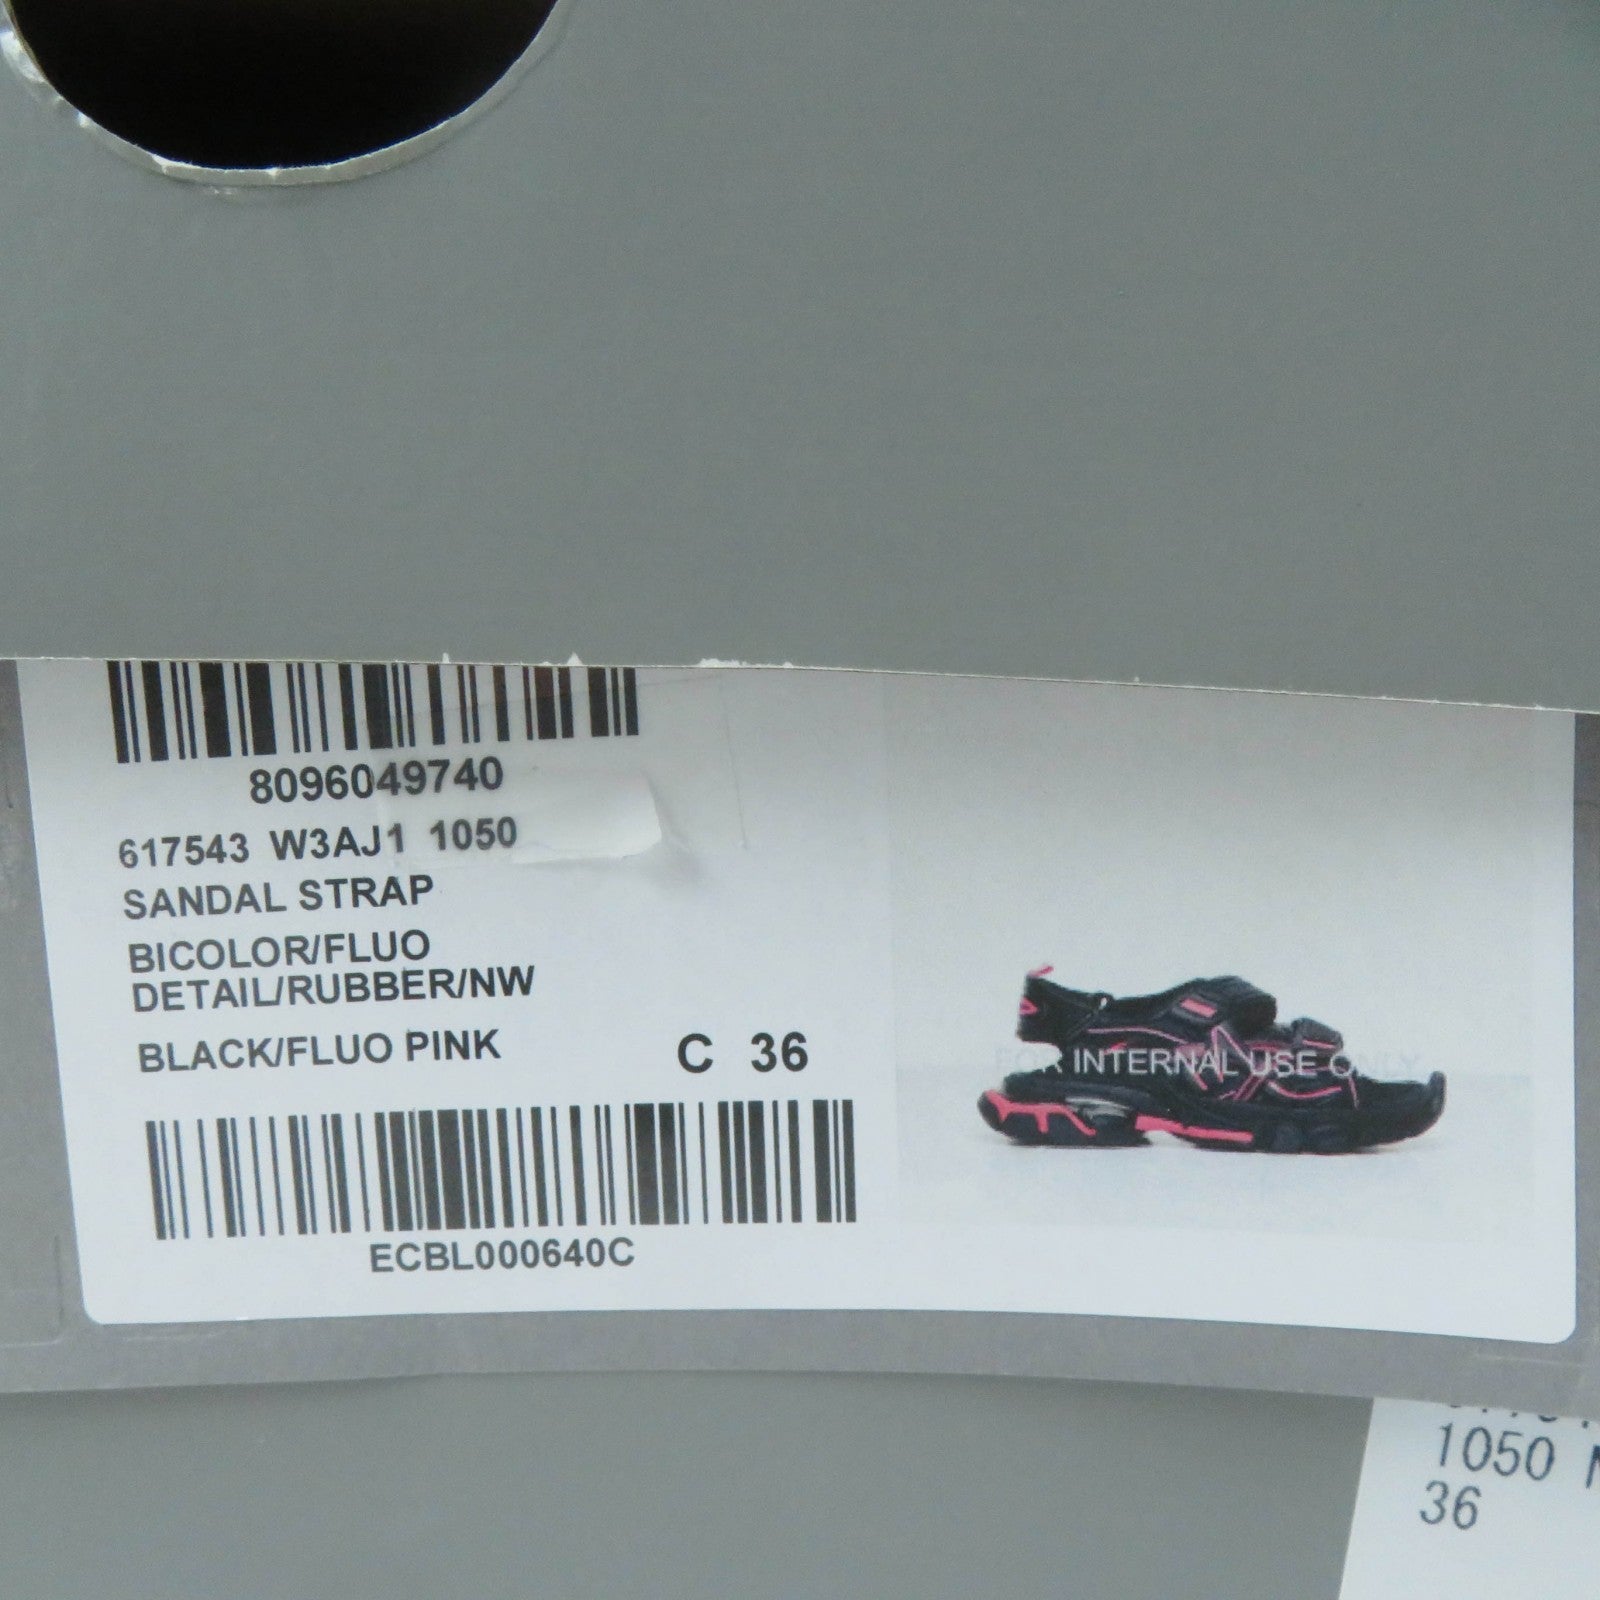 8096049740
617543 W3AJ1 1050
SANDAL STRAP
BICOLOR/FLUO
DETAIL/RUBBER/NW
BLACK/FLUO PINK C 36
ECBL000640C
FOR INTERNAL USE ONLY
1050
36